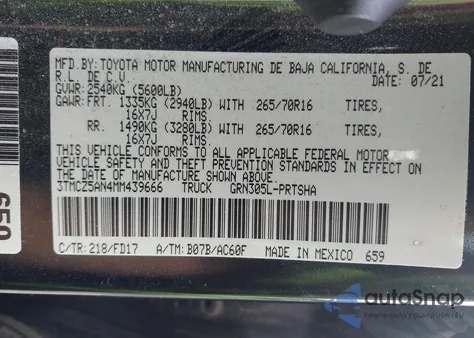 MFD.BY: TOYOTA MOTOR MANUFACTURING DE BAJA CALIFORNIA, S. DE
R.L. DE C.V. DATE: 07/21
GVWR: 2540KG (5600LB)
GAWR: FRT. 1335KG (2940LB) WITH 265/70R16 TIRES,
16X7J RIMS.
RR. 1490KG (3280LB) WITH 265/70R16 TIRES,
16X7J RIMS.
THIS VEHICLE CONFORMS TO ALL APPLICABLE FEDERAL MOTOR
VEHICLE SAFETY AND THEFT PREVENTION STANDARDS IN EFFECT ON
THE DATE OF MANUFACTURE SHOWN ABOVE.
3TMCZ5AN4MM439666 TRUCK GRN305L-PRTSHA
C/TR: 218/FD17 A/TM: B07B/AC60F MADE IN MEXICO 659
659
autoSnap